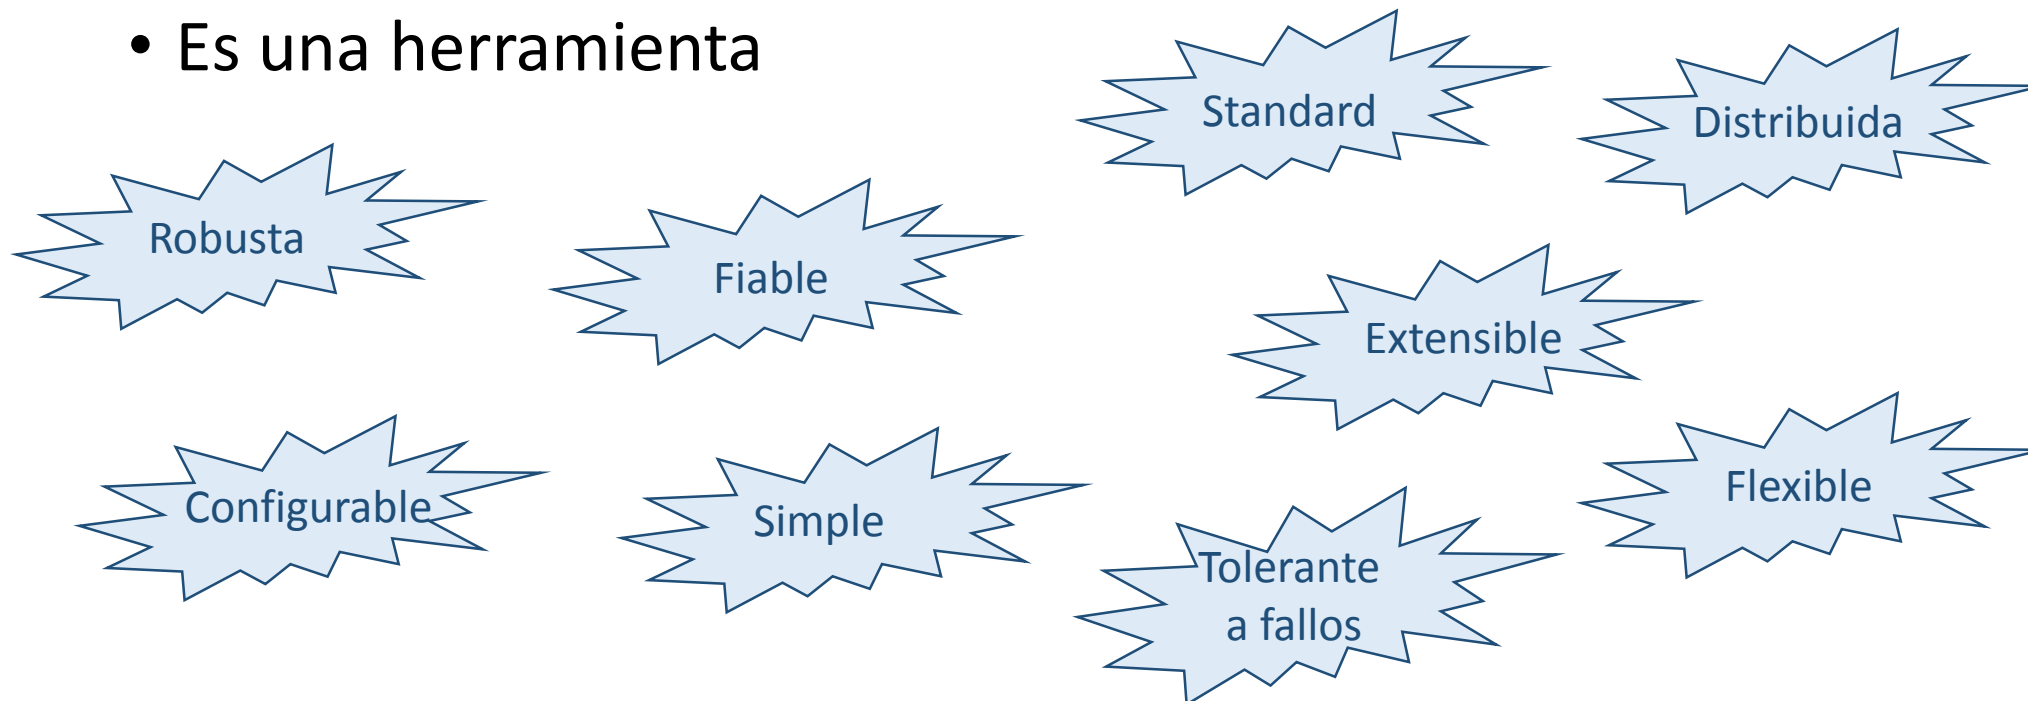 • Es una herramienta
Standard
Distribuida
Robusta
Fiable
Extensible
Configurable
Simple
Flexible
Tolerante
a fallos